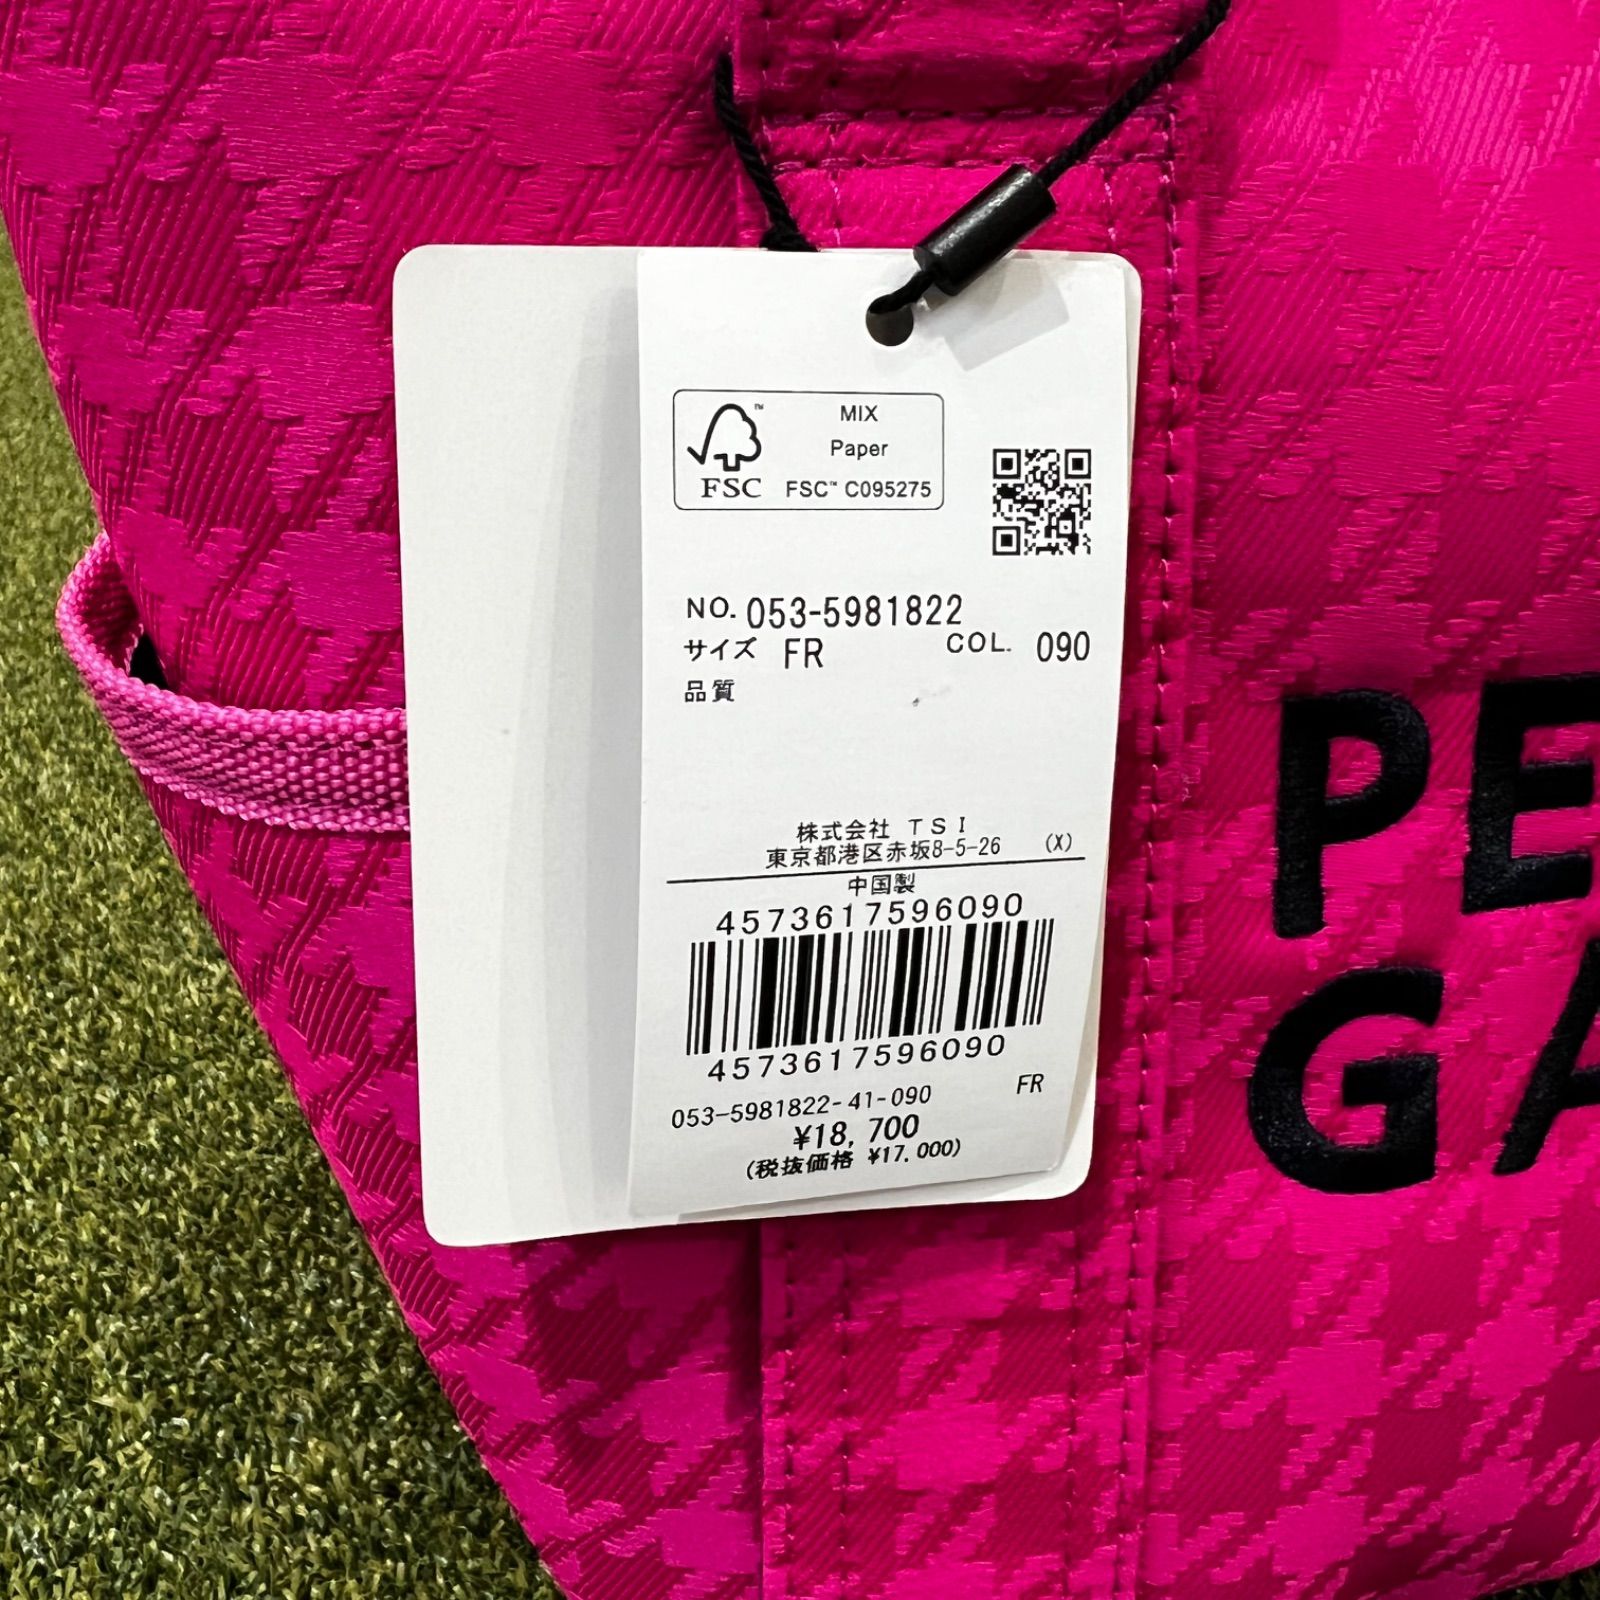 MIX
Paper
FSC™ C095275
FSC
NO. 053-5981822
サイズ FR COL. 090
品質
株式会社 TSI
東京都港区赤坂8-5-26 (X)
中国製
4573617596090
4573617596090
053-5981822-41-090 FR
¥18,700
(税抜価格 ¥17,000)
PE
GA